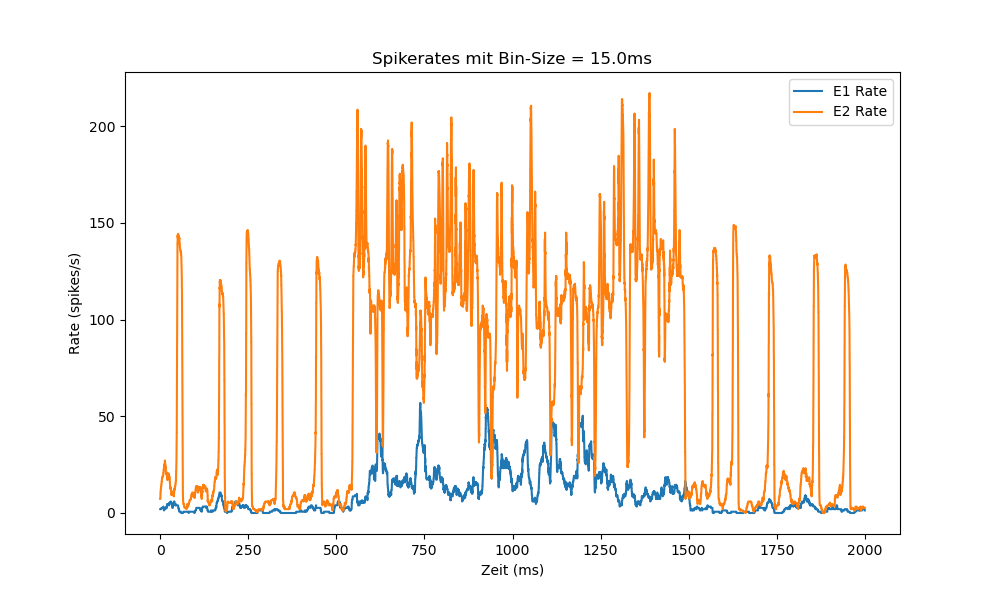 Spikerates mit Bin-Size = 15.0ms
E1 Rate
E2 Rate
200
150
100
50
0
Rate (spikes/s)
0 250 500 750 1000 1250 1500 1750 2000
Zeit (ms)